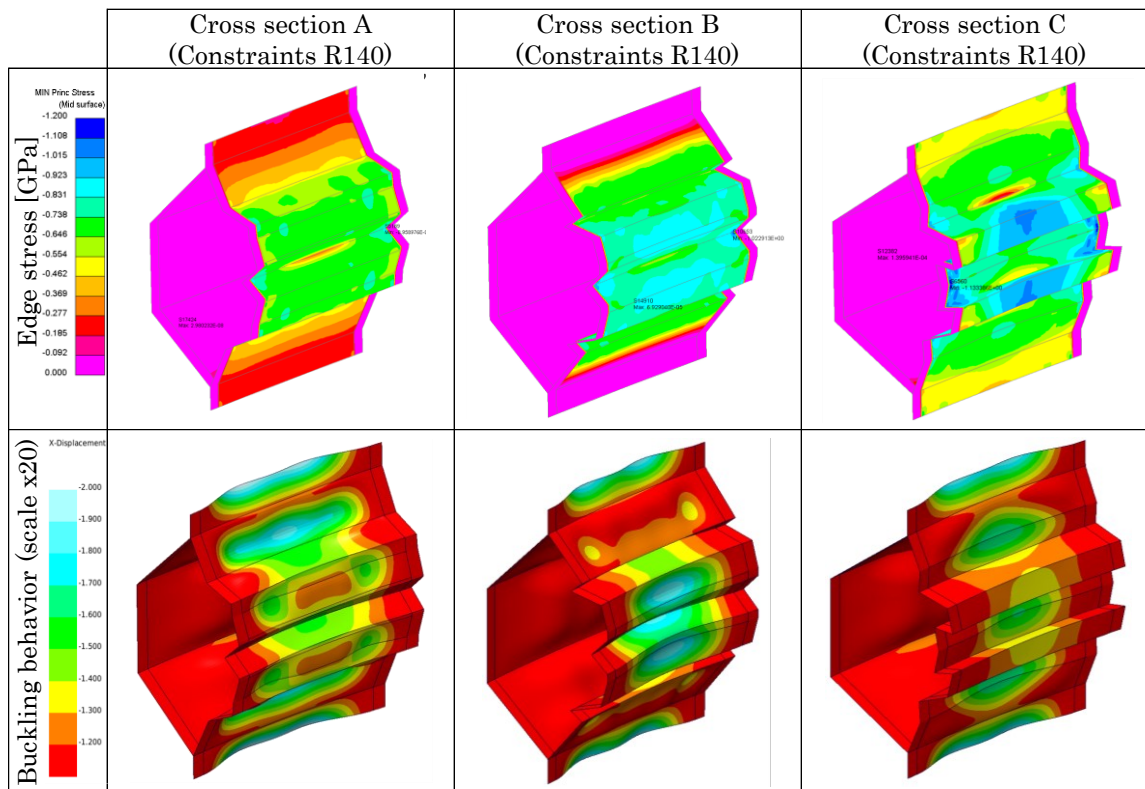 Cross section A
(Constraints R140)
Cross section B
(Constraints R140)
Cross section C
(Constraints R140)
Edge stress [GPa]
MIN Princ Stress
(Mid surface)
-1.200
-1.108
-1.015
-0.923
-0.831
-0.738
-0.646
-0.554
-0.462
-0.369
-0.277
-0.185
-0.092
0.000
Buckling behavior (scale x20)
X-Displacement
-2.000
-1.900
-1.800
-1.700
-1.600
-1.500
-1.400
-1.300
-1.200